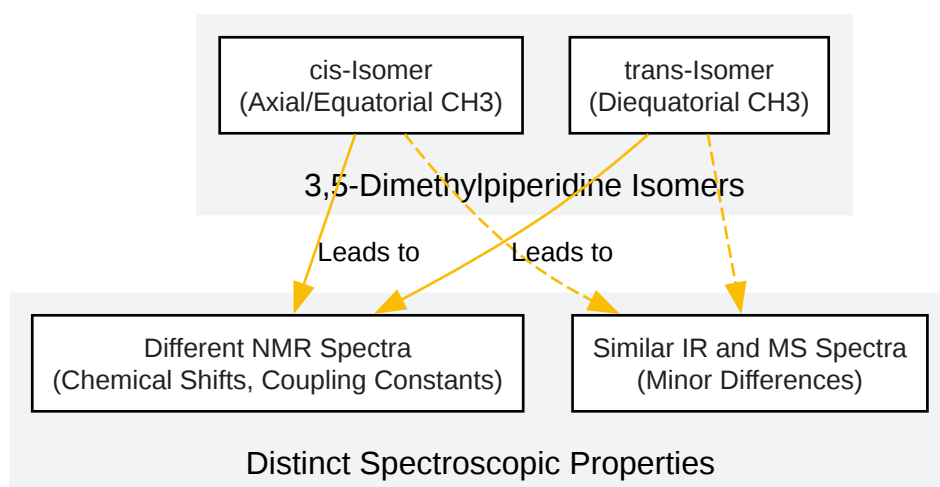 cis-Isomer
(Axial/Equatorial CH3)
trans-Isomer
(Diequatorial CH3)
3,5-Dimethylpiperidine Isomers
Leads to
Leads to
Different NMR Spectra
(Chemical Shifts, Coupling Constants)
Similar IR and MS Spectra
(Minor Differences)
Distinct Spectroscopic Properties